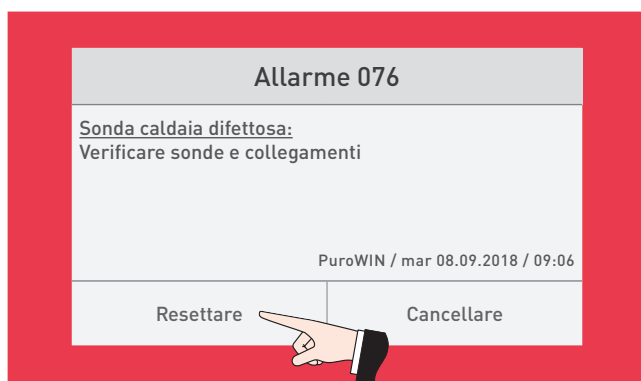 Allarme 076
Sonda caldaia difettosa:
Verificare sonde e collegamenti
PuroWIN / mar 08.09.2018 / 09:06
Resettare
Cancellare